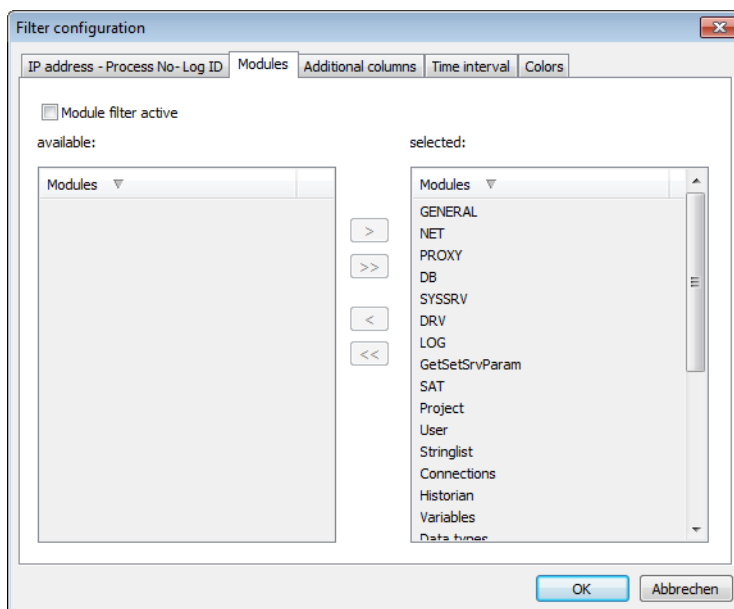 Filter configuration
IP address - Process No- Log ID Modules Additional columns Time interval Colors
Module filter active
available: selected:
Modules Modules
GENERAL
> NET
PROXY
>> DB
SYSSRV
< DRV
LOG
<< GetSetSrvParam
SAT
Project
User
Stringlist
Connections
Historian
Variables
Data types
OK Abbrechen